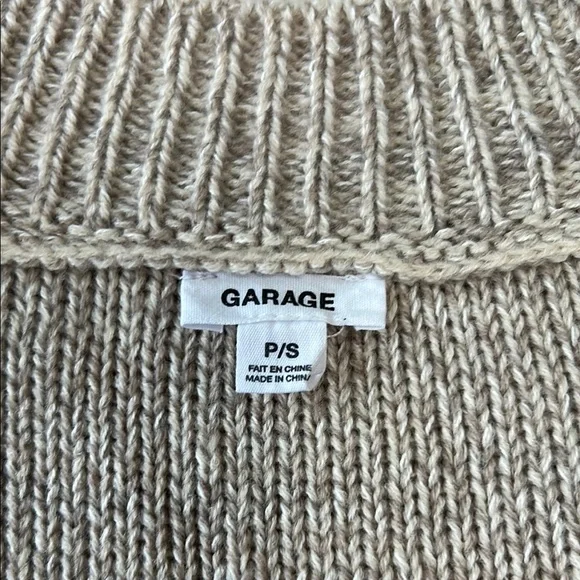 GARAGE
P/S
FAIT EN CHINE
MADE IN CHINA